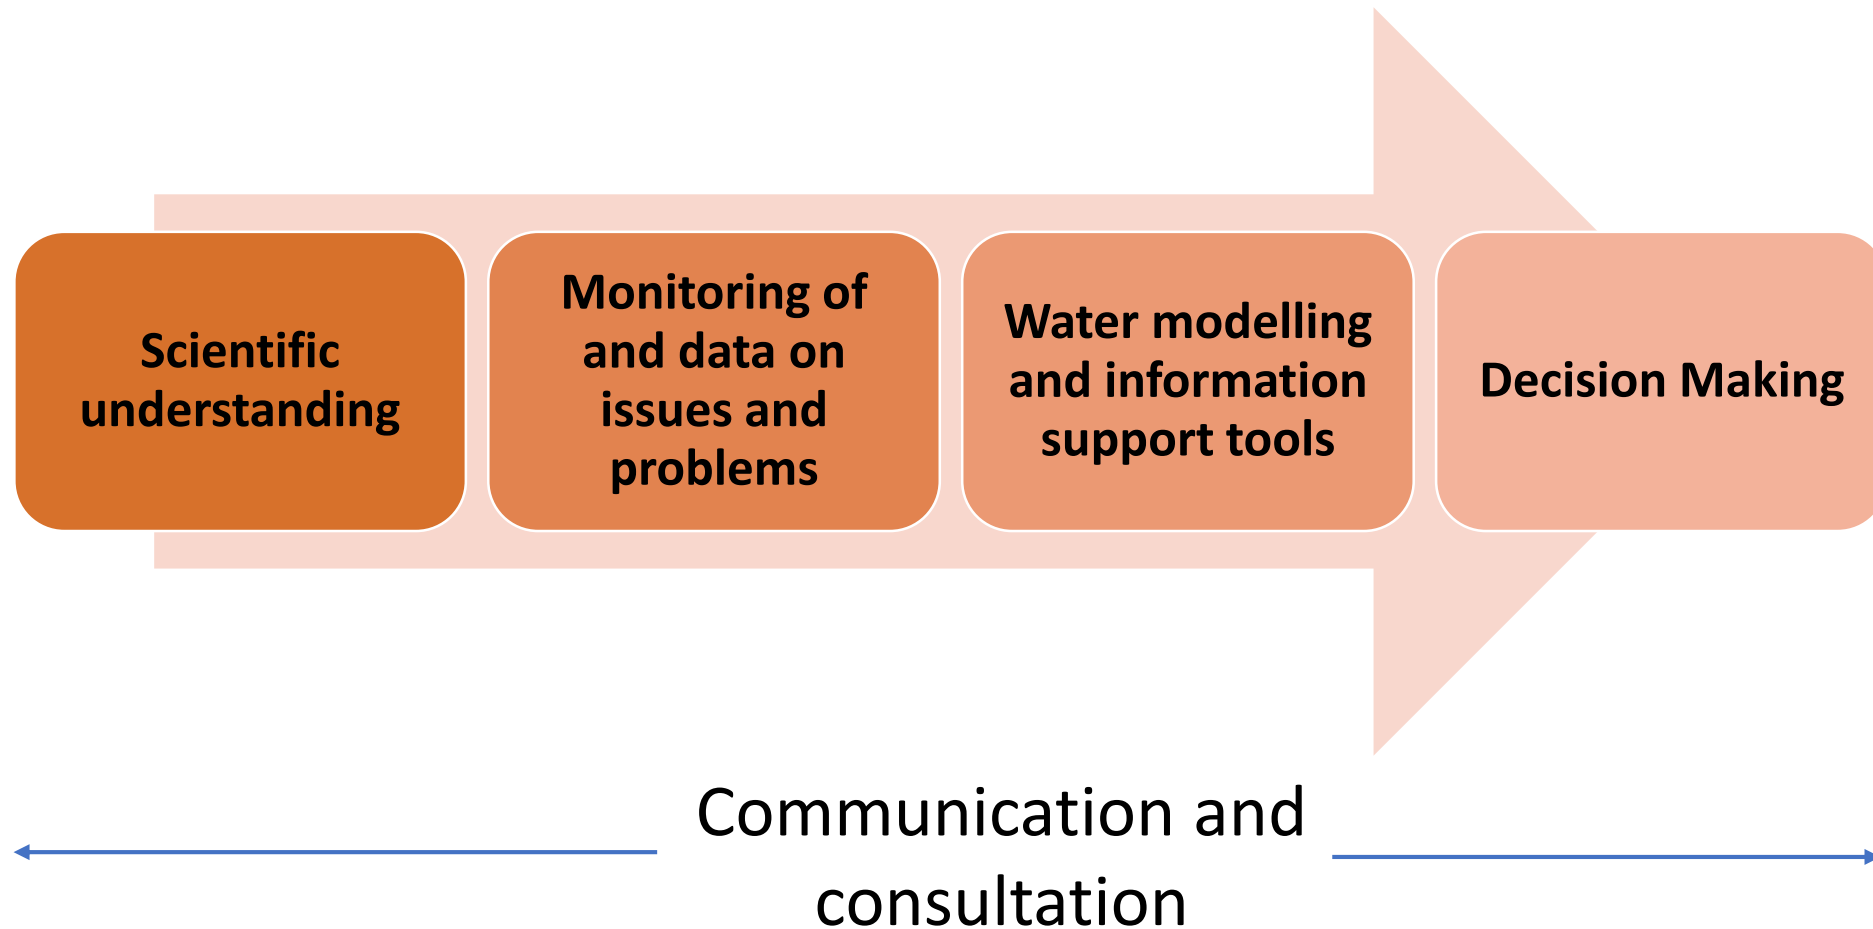 Scientific
understanding
Monitoring of
and data on
issues and
problems
Water modelling
and information
support tools
Decision Making
Communication and
consultation